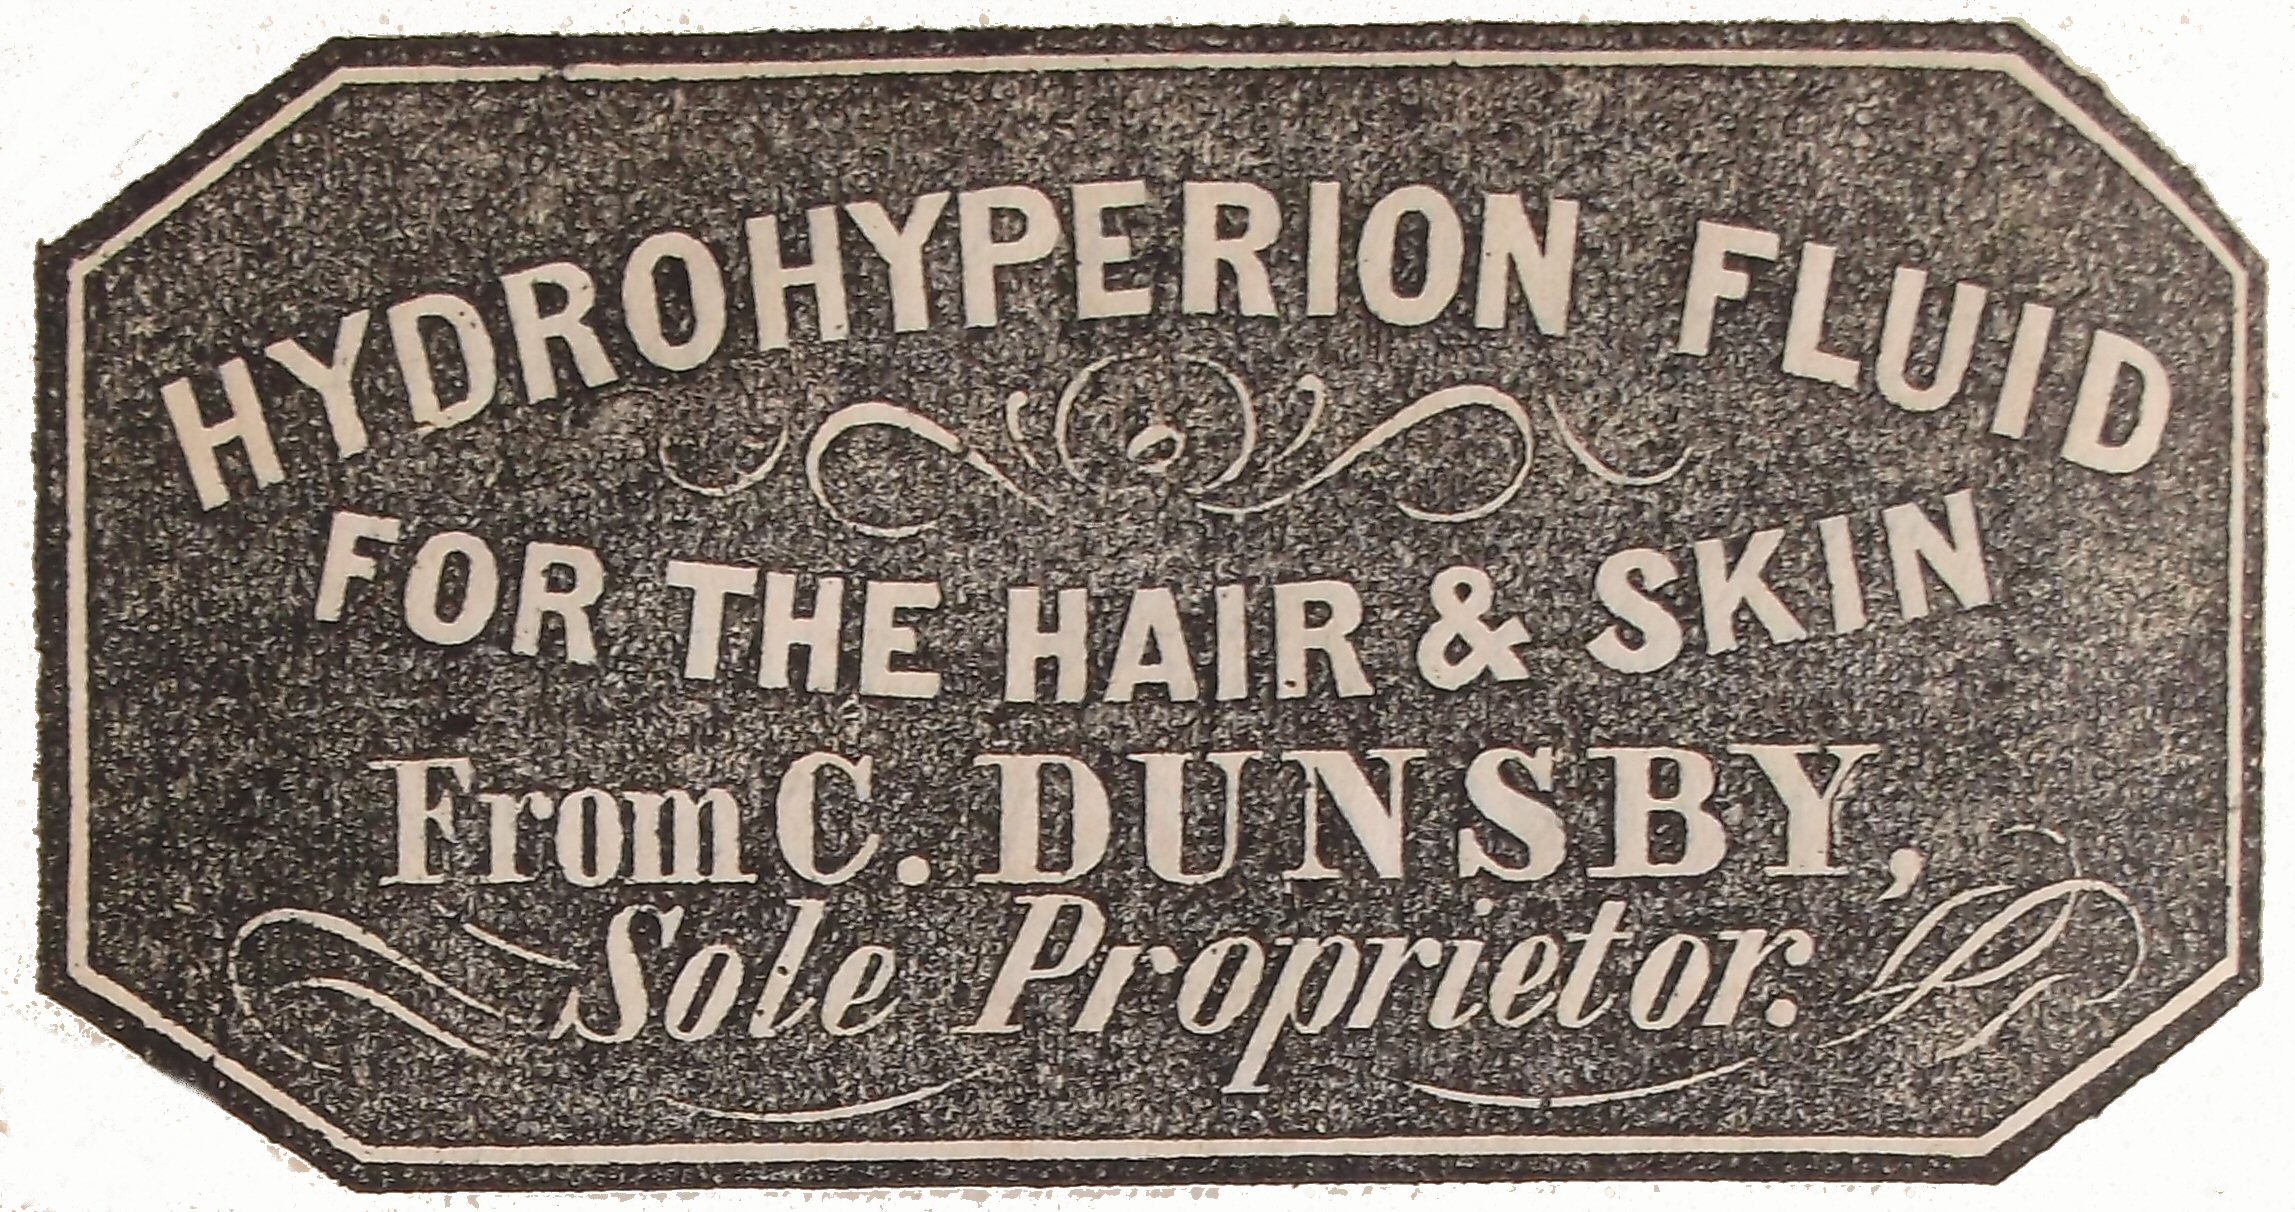 HYDROHYPERION FLUID
FOR THE HAIR & SKIN
From C. DUNSBY,
Sole Proprietor.